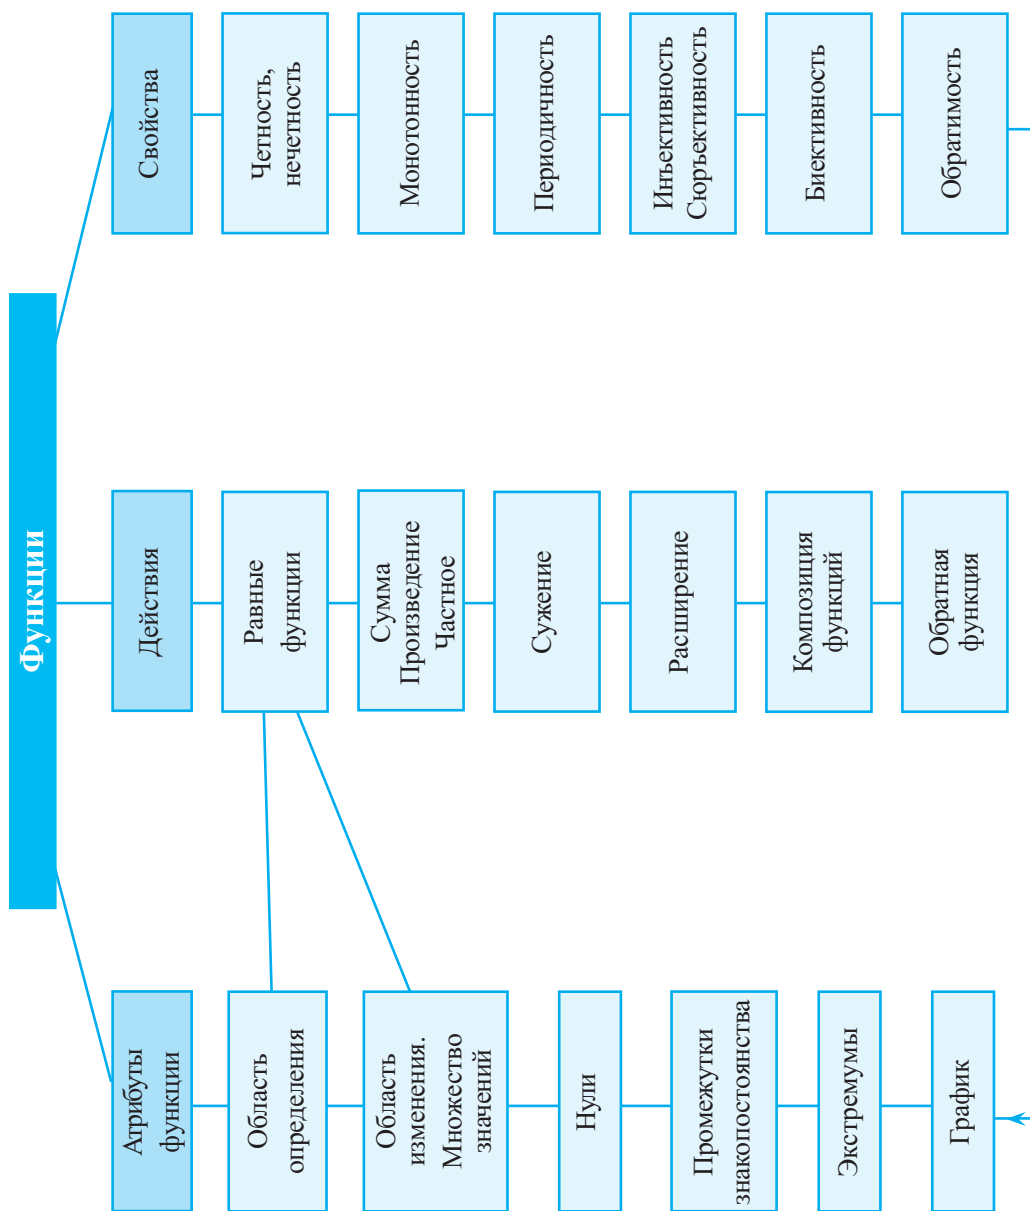 Функции
Атрибуты
функции
Область
определения
Область
изменения.
Множество
значений
Нули
Промежутки
знакопостоянства
Экстремумы
График
Действия
Равные
функции
Сумма
Произведение
Частное
Сужение
Расширение
Композиция
функций
Обратная
функция
Свойства
Четность,
нечетность
Монотонность
Периодичность
Инъективность
Сюръективность
Биективность
Обратимость